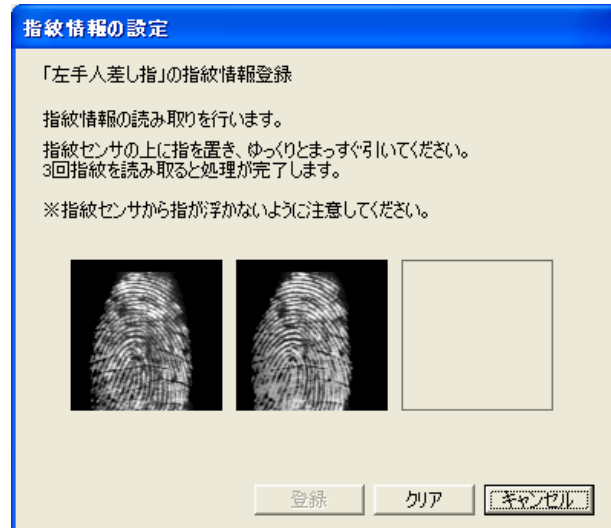 指紋情報の設定
「左手人差し指」の指紋情報登録
指紋情報の読み取りを行います。
指紋センサの上に指を置き、ゆっくりとまっすぐ引いてください。
3回指紋を読み取ると処理が完了します。
※指紋センサから指が浮かないように注意してください。
登録
クリア
キャンセル